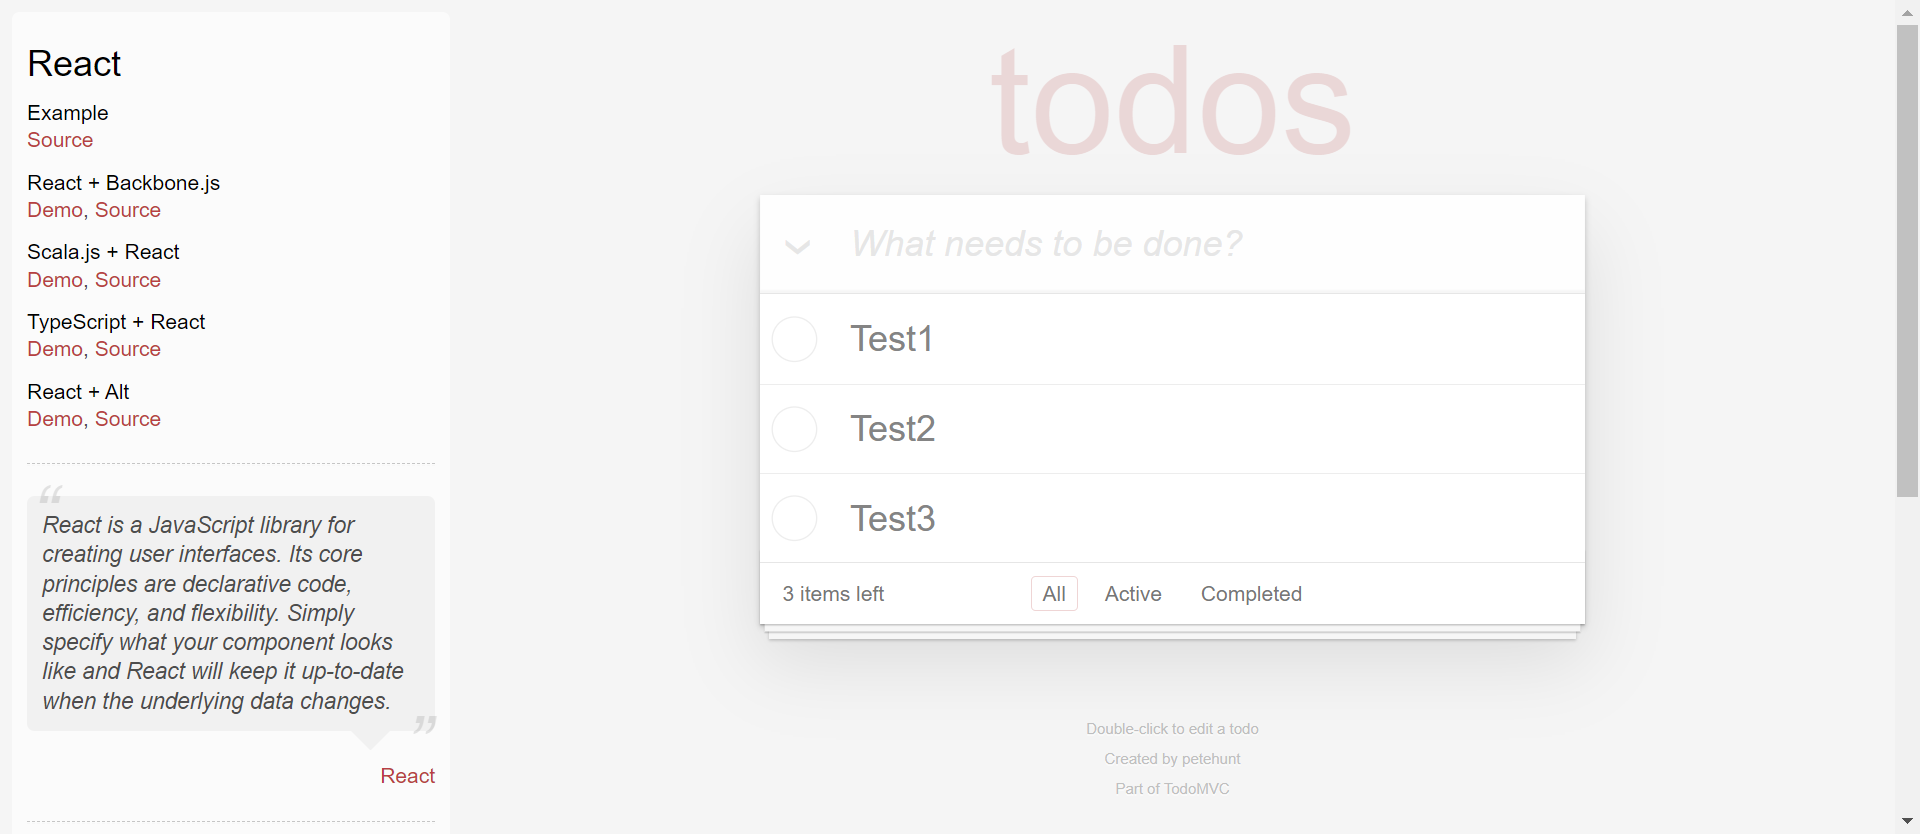 React
Example
Source
React + Backbone.js
Demo, Source
Scala.js + React
Demo, Source
TypeScript + React
Demo, Source
React + Alt
Demo, Source
“
React is a JavaScript library for
creating user interfaces. Its core
principles are declarative code,
efficiency, and flexibility. Simply
specify what your component looks
like and React will keep it up-to-date
when the underlying data changes.
”
React
todos
What needs to be done?
Test1
Test2
Test3
3 items left All Active Completed
Double-click to edit a todo
Created by petehunt
Part of TodoMVC